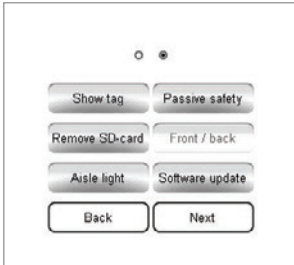 Show tag Passive safety
Remove SD-card Front / back
Aisle light Software update
Back Next